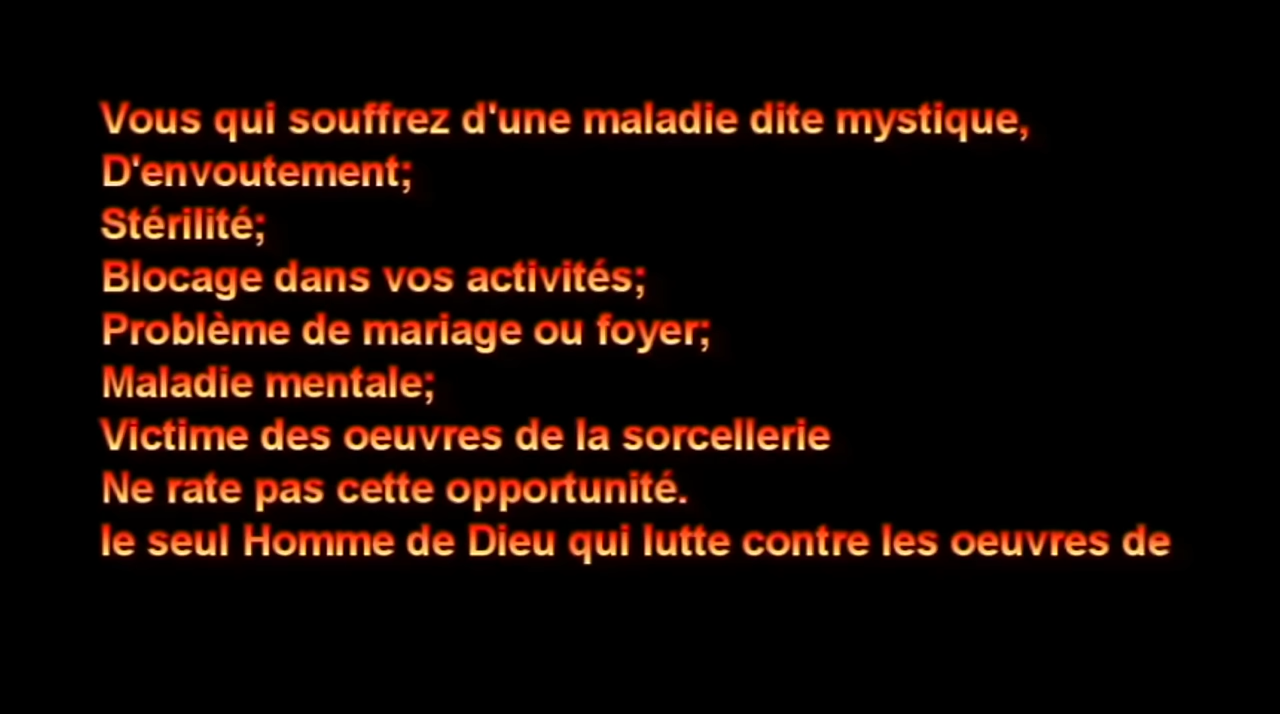 Vous qui souffrez d'une maladie dite mystique,
D'envoutement;
Stérilité;
Blocage dans vos activités;
Problème de mariage ou foyer;
Maladie mentale;
Victime des oeuvres de la sorcellerie
Ne rate pas cette opportunité.
le seul Homme de Dieu qui lutte contre les oeuvres de